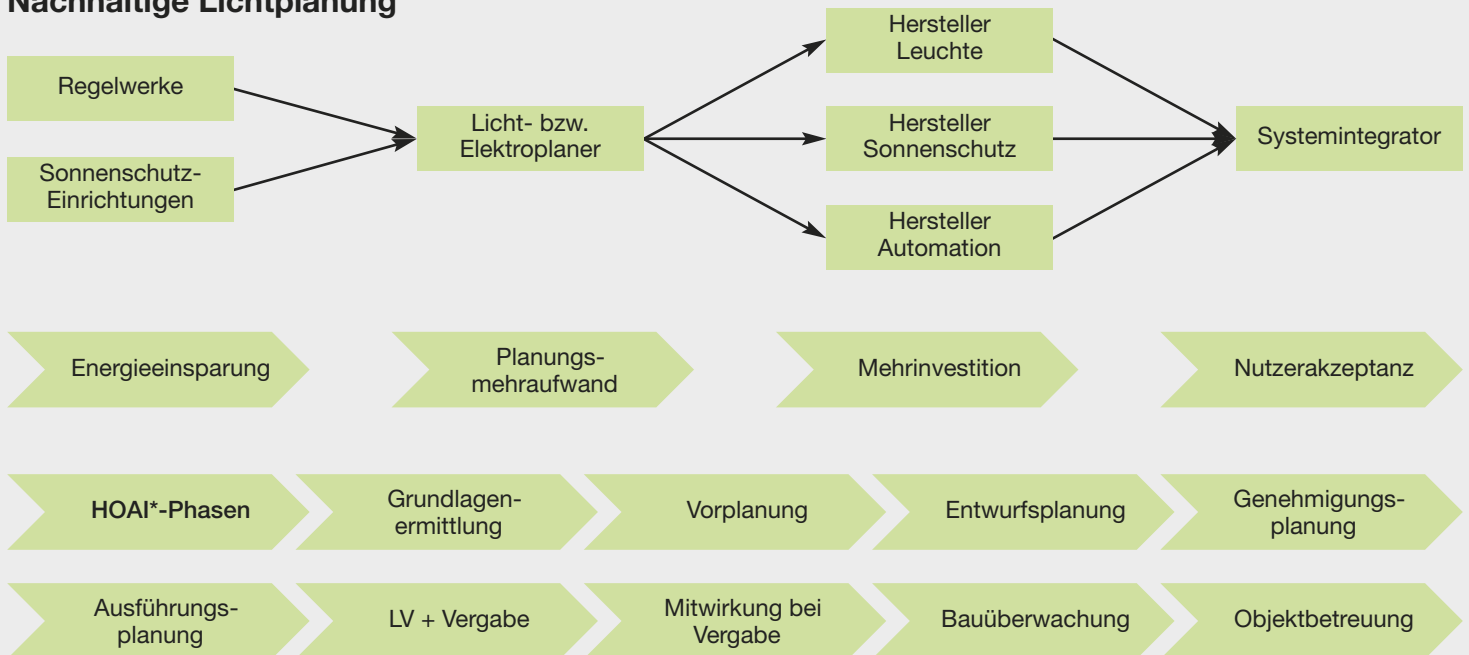 Nachhaltige Lichtplanung
Regelwerke
Sonnenschutz-
Einrichtungen
Licht- bzw.
Elektroplaner
Hersteller
Leuchte
Hersteller
Sonnenschutz
Hersteller
Automation
Systemintegrator
Energieeinsparung
Planungs-
mehraufwand
Mehrinvestition
Nutzerakzeptanz
HOAI*-Phasen
Grundlagen-
ermittlung
Vorplanung
Entwurfsplanung
Genehmigungs-
planung
Ausführungs-
planung
LV + Vergabe
Mitwirkung bei
Vergabe
Bauüberwachung
Objektbetreuung